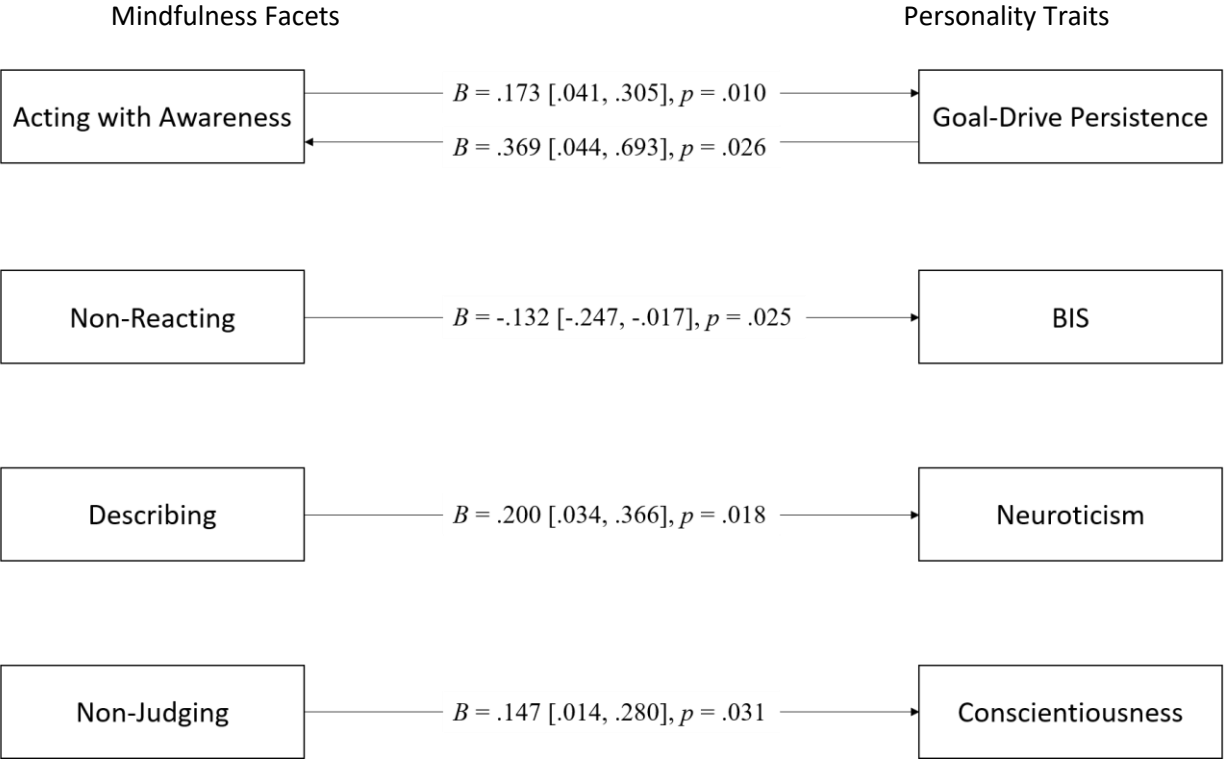 Mindfulness Facets Personality Traits
Acting with Awareness B = .173 [.041, .305], p = .010 Goal-Drive Persistence
B = .369 [.044, .693], p = .026
Non-Reacting B = -.132 [-.247, -.017], p = .025 BIS
Describing B = .200 [.034, .366], p = .018 Neuroticism
Non-Judging B = .147 [.014, .280], p = .031 Conscientiousness